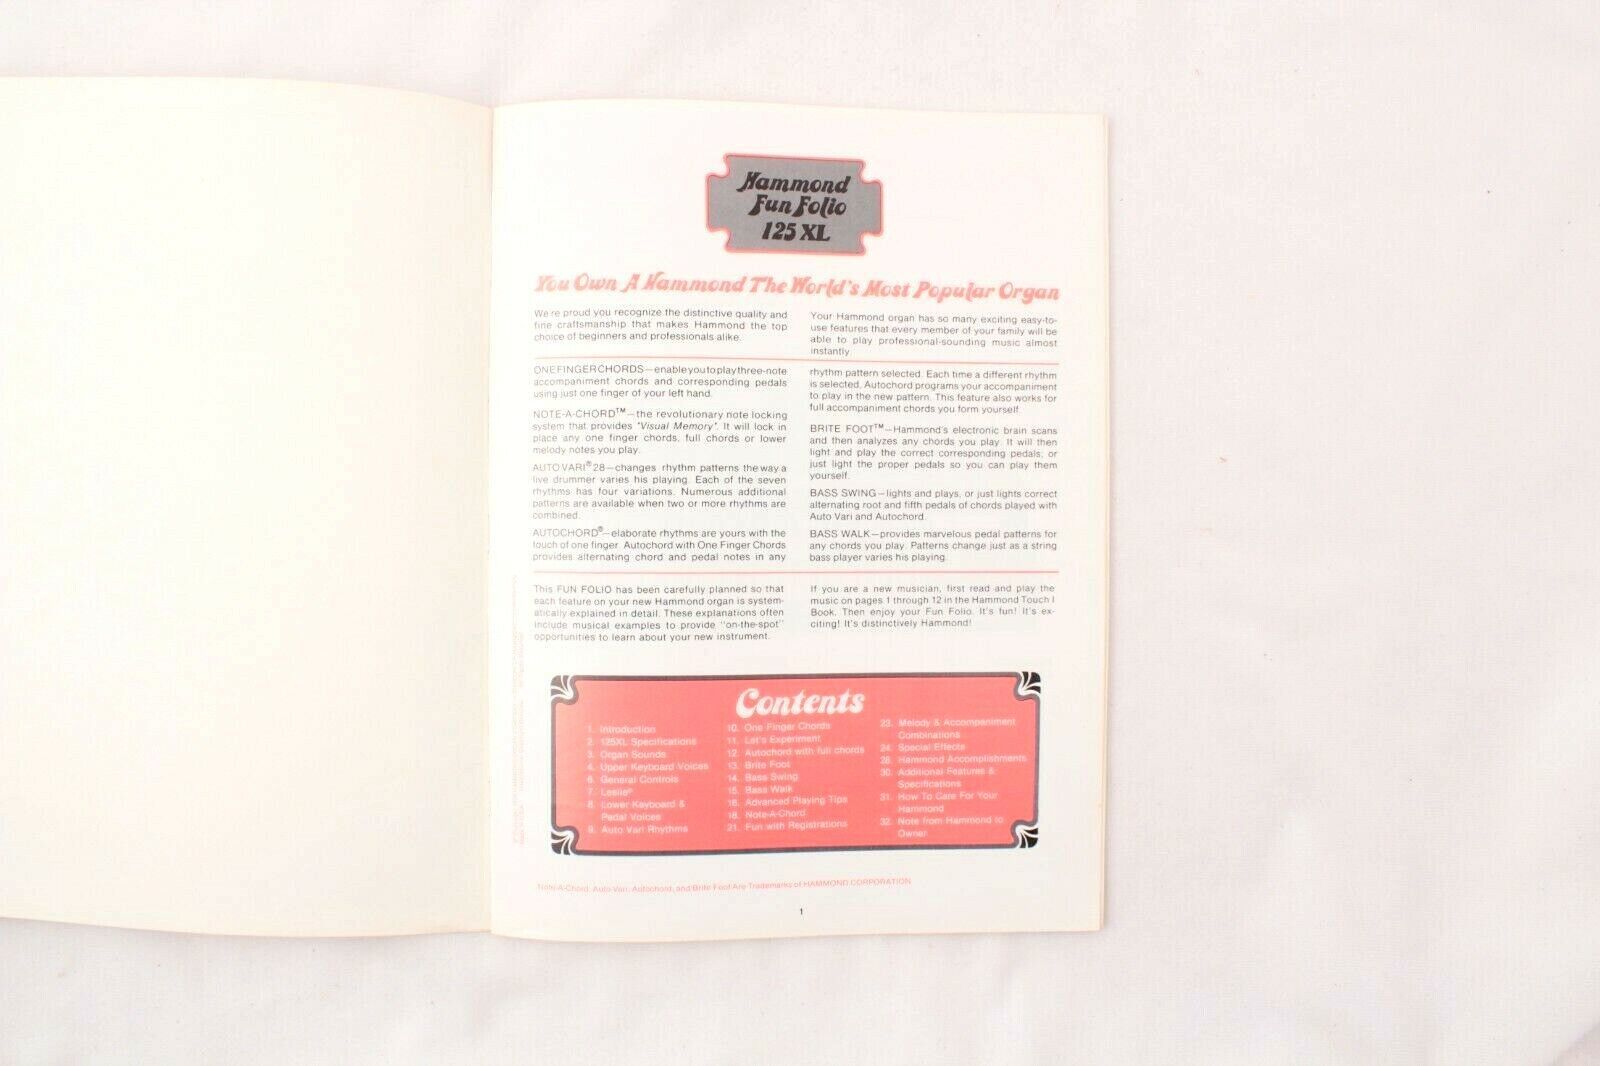 Hammond
Fun Folio
125 XL
You Own A Hammond The World's Most Popular Organ
We're proud you recognize the distinctive quality and
fine craftsmanship that makes Hammond the top
choice of beginners and professionals alike.
Your Hammond organ has so many exciting easy-to-
use features that every member of your family will be
able to play professional-sounding music almost
instantly.
ONE FINGER CHORDS—enable you to play three-note
accompaniment chords and corresponding pedals
using just one finger of your left hand.
NOTE-A-CHORD™—the revolutionary note locking
system that provides "Visual Memory". It will lock in
place any one finger chords, full chords or lower
melody notes you play.
AUTO VARI® 28—changes rhythm patterns the way a
live drummer varies his playing. Each of the seven
rhythms has four variations. Numerous additional
patterns are available when two or more rhythms are
combined.
AUTOCHORD®—elaborate rhythms are yours with the
touch of one finger. Autochord with One Finger Chords
provides alternating chord and pedal notes in any
rhythm pattern selected. Each time a different rhythm
is selected, Autochord programs your accompaniment
to play in the new pattern. This feature also works for
full accompaniment chords you form yourself.
BRITE FOOT™—Hammond's electronic brain scans
and then analyzes any chords you play. It will then
light and play the correct corresponding pedals; or
just light the proper pedals so you can play them
yourself.
BASS SWING—lights and plays, or just lights correct
alternating root and fifth pedals of chords played with
Auto Vari and Autochord.
BASS WALK—provides marvelous pedal patterns for
any chords you play. Patterns change just as a string
bass player varies his playing.
This FUN FOLIO has been carefully planned so that
each feature on your new Hammond organ is system-
atically explained in detail. These explanations often
include musical examples to provide "on-the-spot"
opportunities to learn about your new instrument.
If you are a new musician, first read and play the
music on pages 1 through 12 in the Hammond Touch I
Book. Then enjoy your Fun Folio. It's fun! It's ex-
citing! It's distinctively Hammond!
Contents
1. Introduction
2. 125XL Specifications
3. Organ Sounds
4. Upper Keyboard Voices
6. General Controls
7. Leslie®
8. Lower Keyboard &
Pedal Voices
9. Auto Vari Rhythms
10. One Finger Chords
11. Let's Experiment
12. Autochord with full chords
13. Brite Foot
14. Bass Swing
15. Bass Walk
16. Advanced Playing Tips
18. Note-A-Chord
21. Fun with Registrations
23. Melody & Accompaniment
Combinations
24. Special Effects
28. Hammond Accomplishments
30. Additional Features &
Specifications
31. How To Care For Your
Hammond
32. Note from Hammond to
Owner
Note-A-Chord, Auto-Vari, Autochord, and Brite Foot Are Trademarks of HAMMOND CORPORATION
1